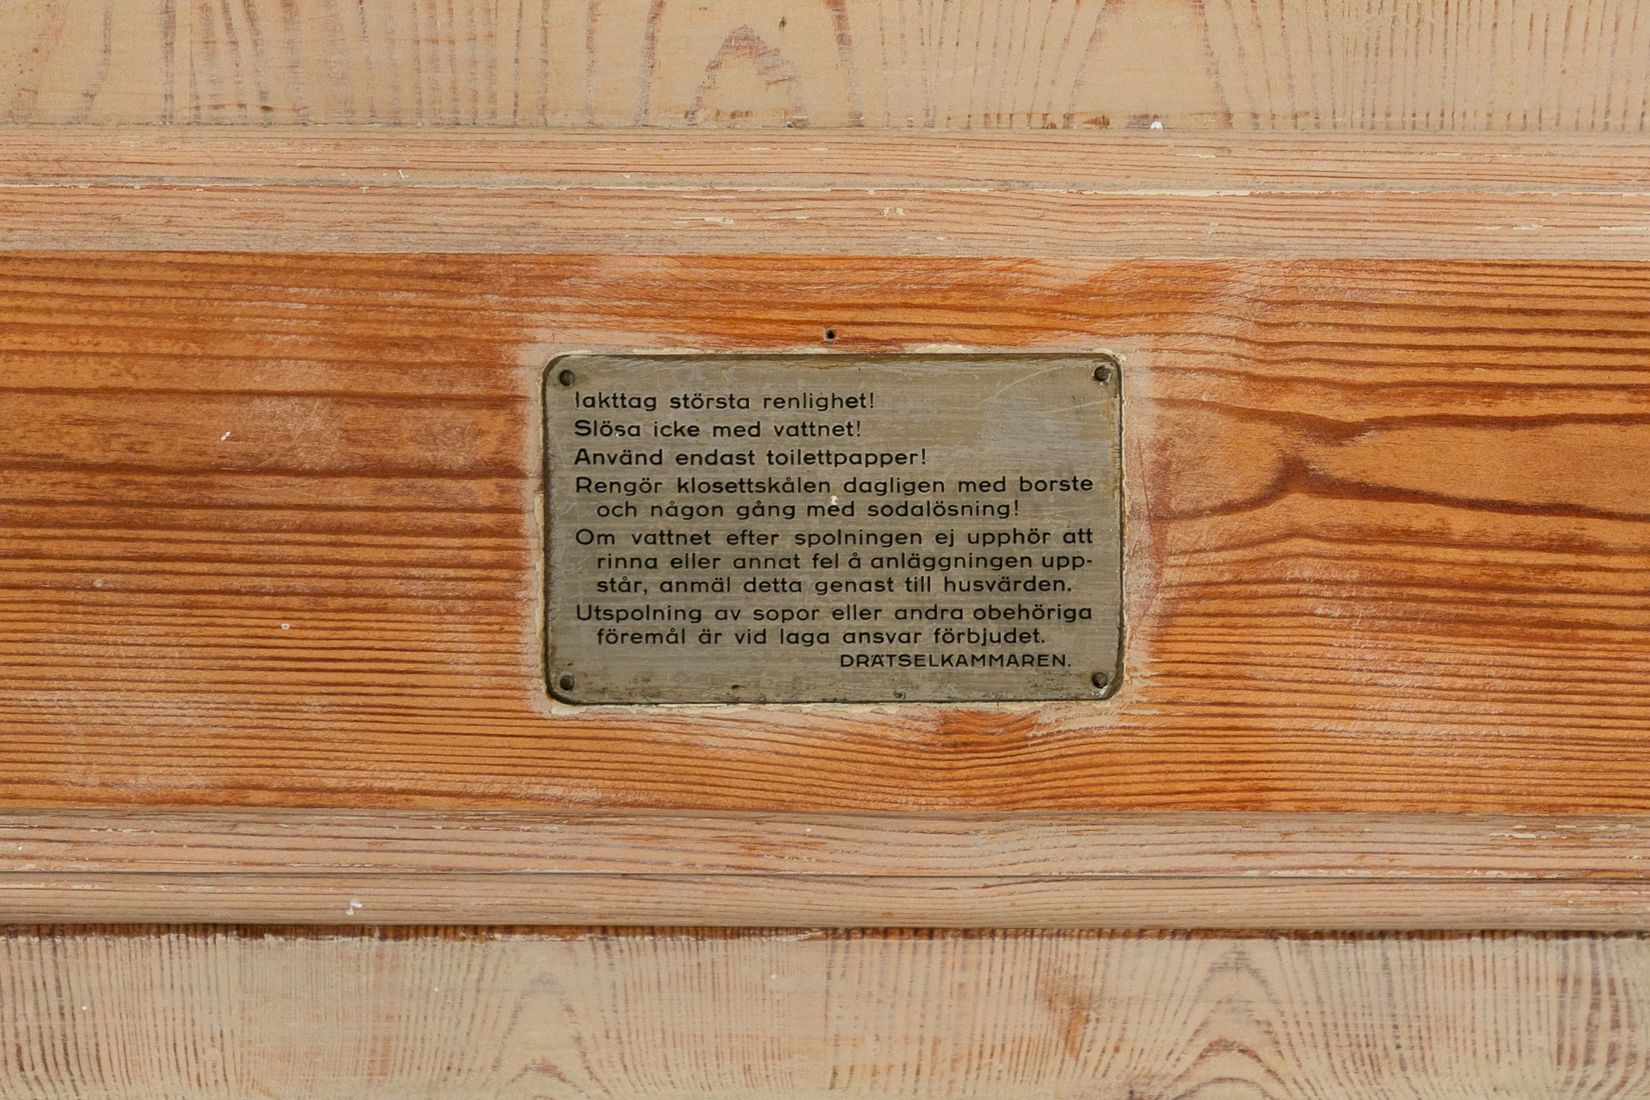 Iakttag största renlighet!
Slösa icke med vattnet!
Använd endast toilettpapper!
Rengör klosettskålen dagligen med borste
och någon gång med sodalösning!
Om vattnet efter spolningen ej upphör att
rinna eller annat fel å anläggningen upp-
står, anmäl detta genast till husvärden.
Utspolning av sopor eller andra obehöriga
föremål är vid laga ansvar förbjudet.
DRÄTSELKAMMAREN.